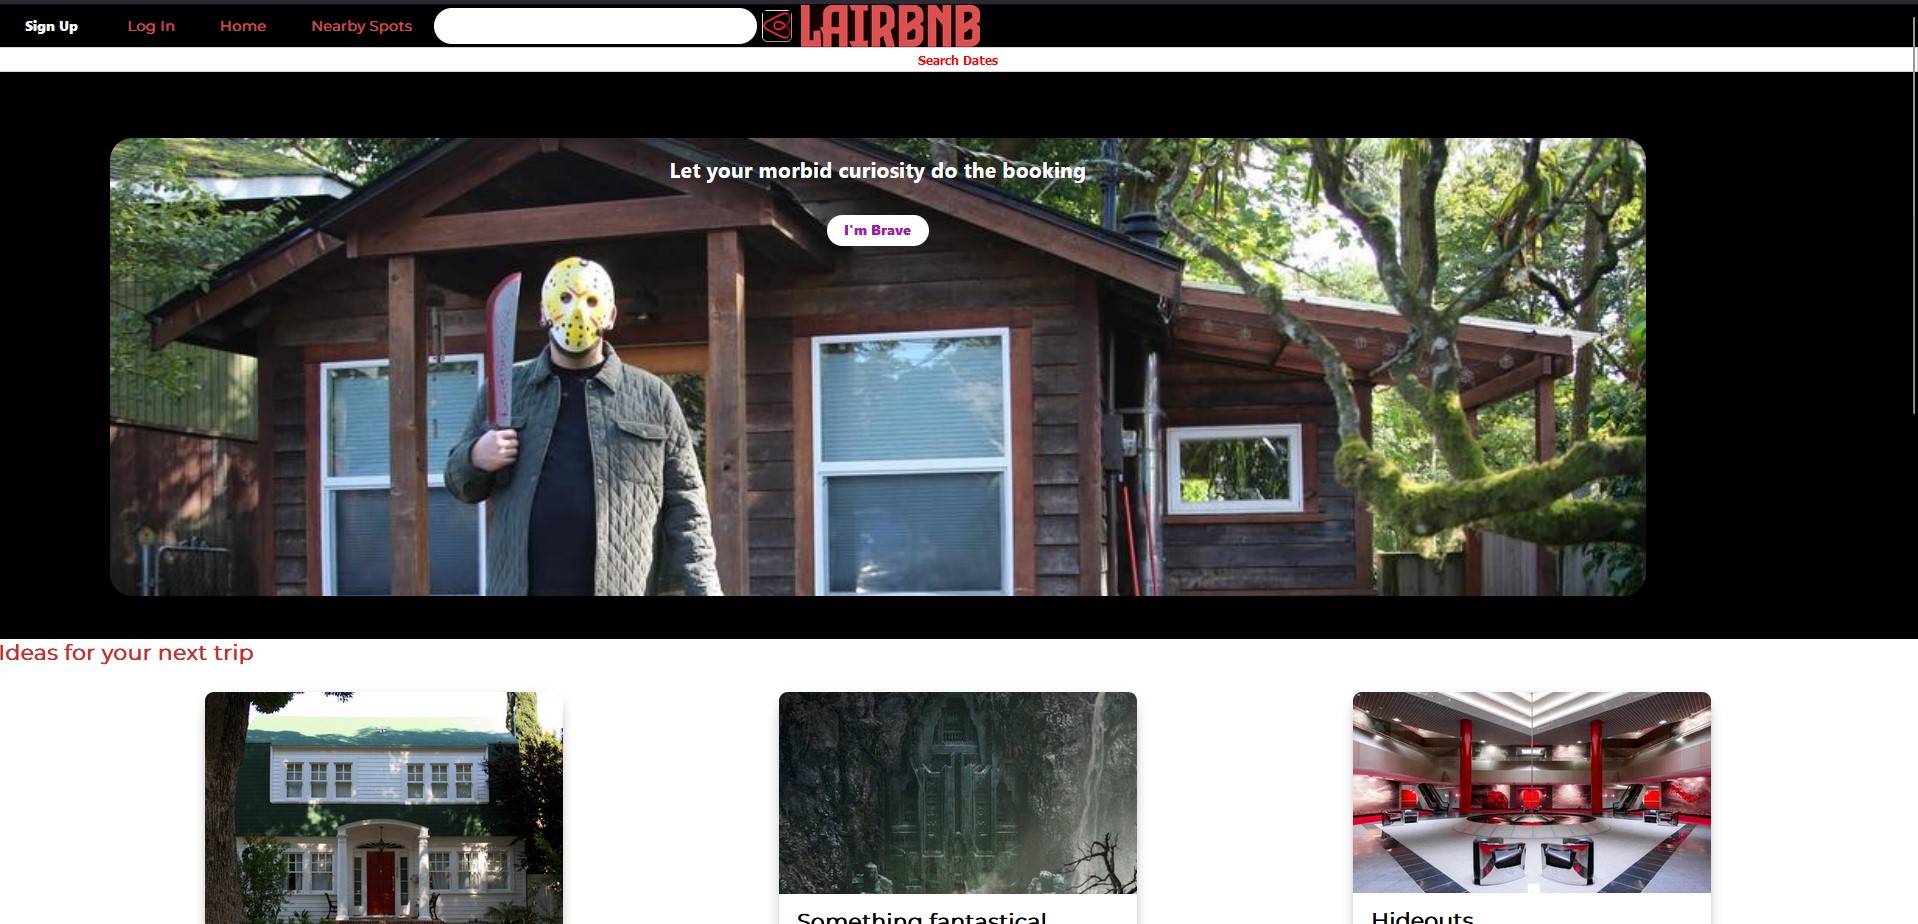 Sign Up Log In Home Nearby Spots LAIRBNB
Search Dates
Let your morbid curiosity do the booking
I'm Brave
Ideas for your next trip
Something fantastical
Hideouts